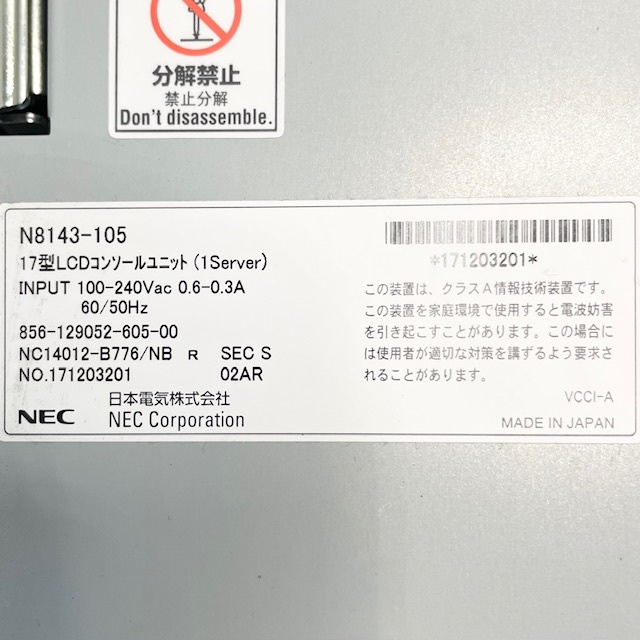 分解禁止
禁止分解
Don't disassemble.
N8143-105
17型LCDコンソールユニット (1Server)
INPUT 100-240Vac 0.6-0.3A
60/50Hz
856-129052-605-00
NC14012-B776/NB R SEC S
NO.171203201 02AR
日本電気株式会社
NEC NEC Corporation
*171203201*
この装置は、クラスA情報技術装置です。
この装置を家庭環境で使用すると電波妨害
を引き起こすことがあります。この場合に
は使用者が適切な対策を講ずるよう要求さ
れることがあります。
VCCI-A
MADE IN JAPAN